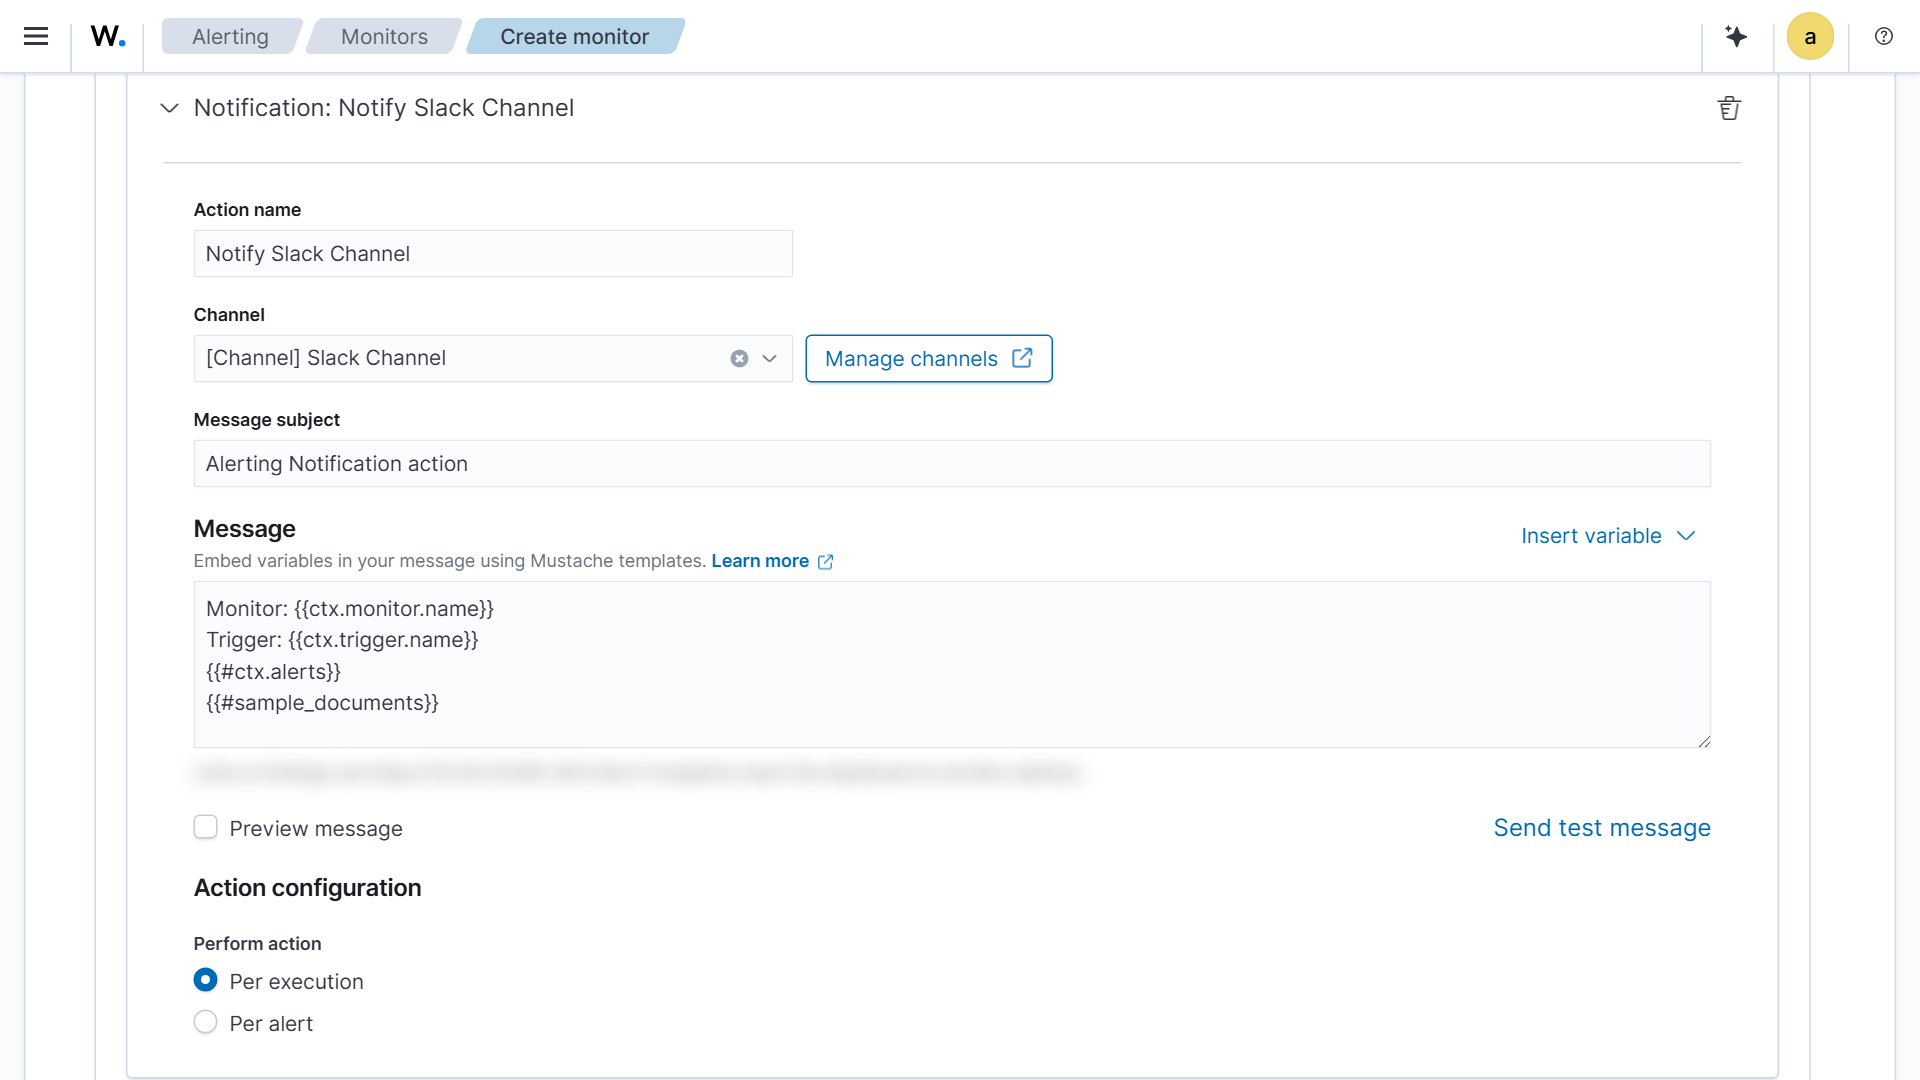 W.
Alerting
Monitors
Create monitor
a
Notification: Notify Slack Channel
Action name
Notify Slack Channel
Channel
[Channel] Slack Channel
Manage channels
Message subject
Alerting Notification action
Message
Insert variable
Embed variables in your message using Mustache templates. Learn more
Monitor: {{ctx.monitor.name}}
Trigger: {{ctx.trigger.name}}
{{#ctx.alerts}}
{{#sample_documents}}
Preview message
Send test message
Action configuration
Perform action
Per execution
Per alert